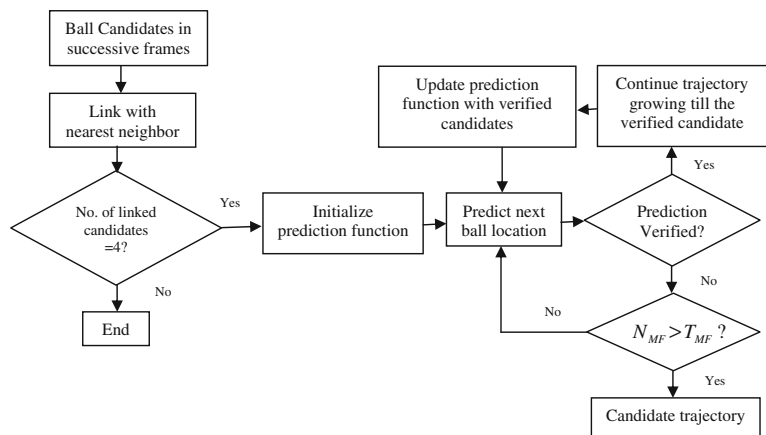 Ball Candidates in
successive frames
Link with
nearest neighbor
No. of linked
candidates
=4?
Yes
No
End
Initialize
prediction function
Update prediction
function with verified
candidates
Predict next
ball location
Continue trajectory
growing till the
verified candidate
Yes
Prediction
Verified?
No
N_MF > T_MF ?
No
Yes
Candidate trajectory